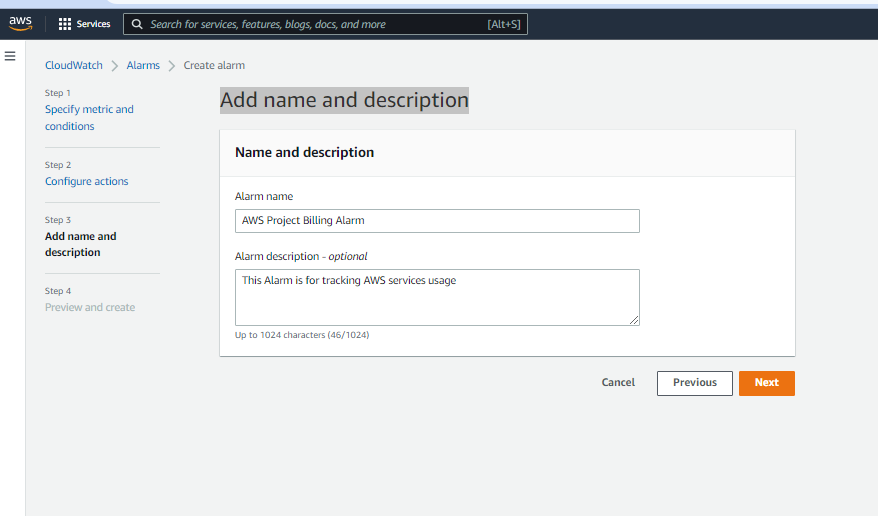 aws Services Search for services, features, blogs, docs, and more [Alt+S]
CloudWatch Alarms Create alarm
Step 1
Specify metric and
conditions
Step 2
Configure actions
Step 3
Add name and
description
Step 4
Preview and create
Add name and description
Name and description
Alarm name
AWS Project Billing Alarm
Alarm description - optional
This Alarm is for tracking AWS services usage
Up to 1024 characters (46/1024)
Cancel Previous Next